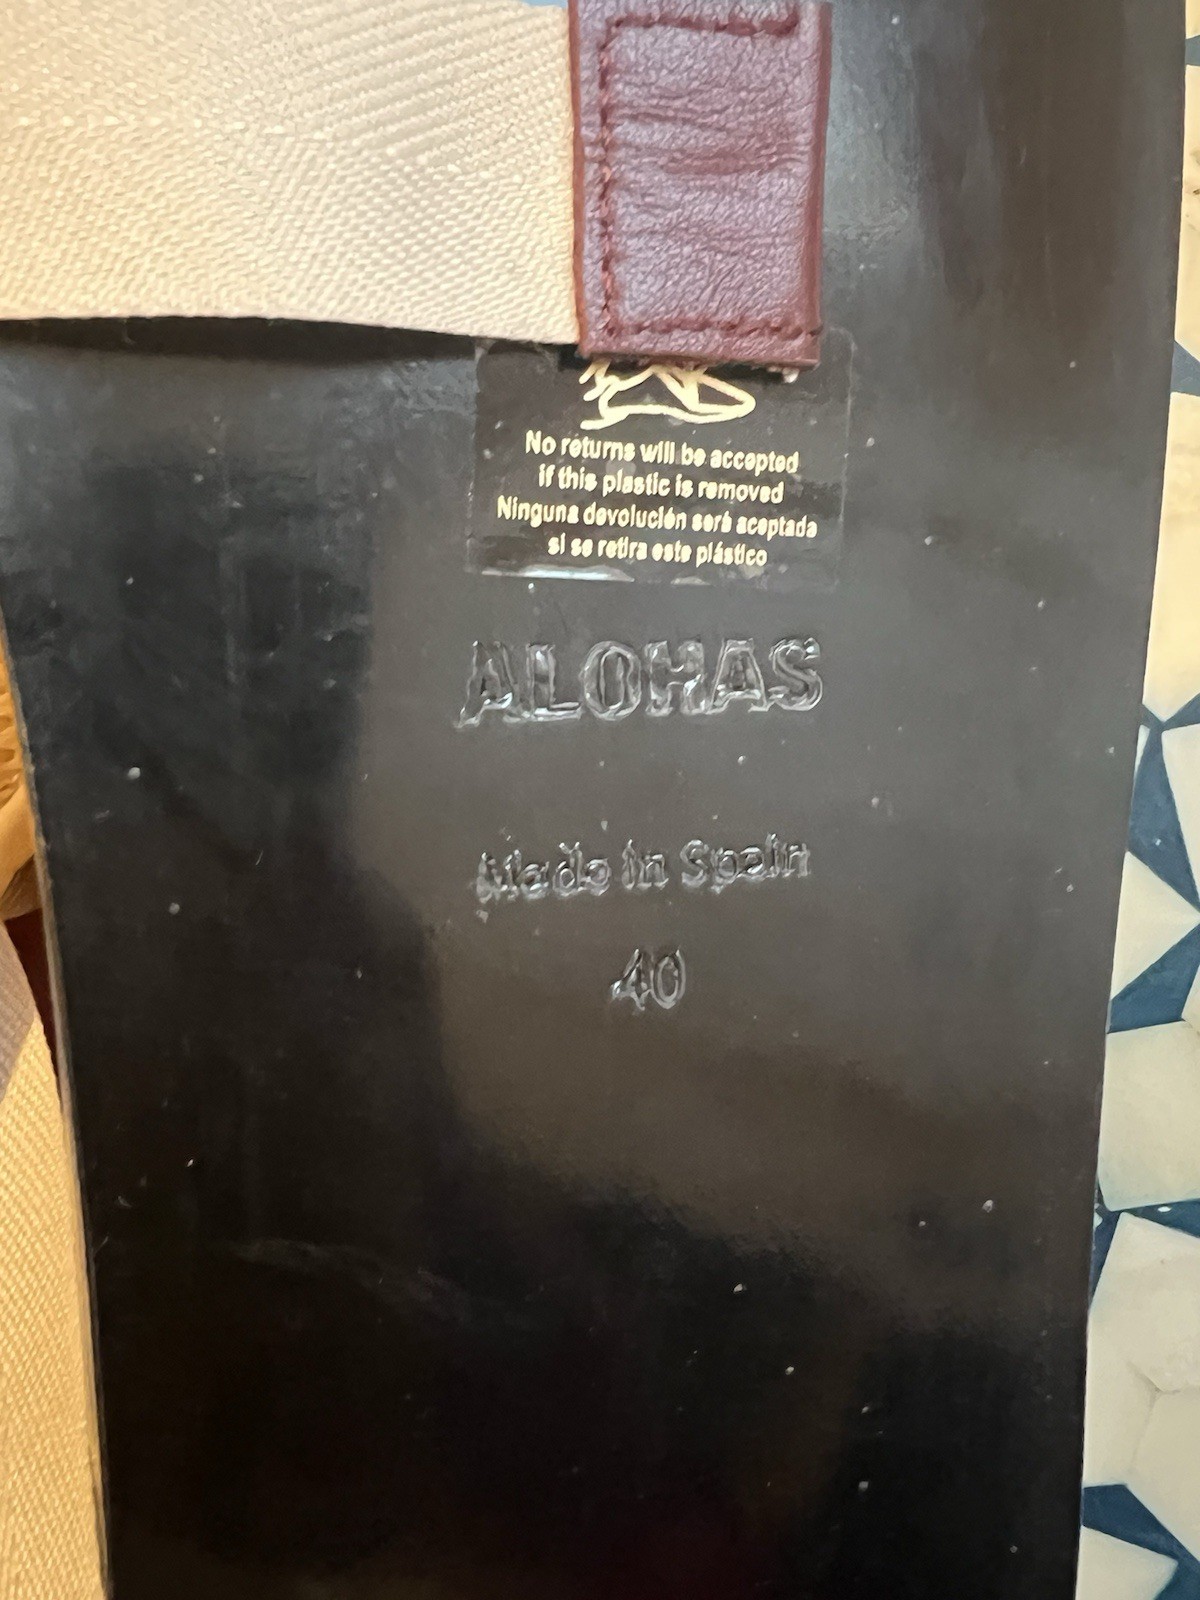 No returns will be accepted
if this plastic is removed
Ninguna devolución será aceptada
si se retira este plástico
ALOHAS
Made in Spain
40